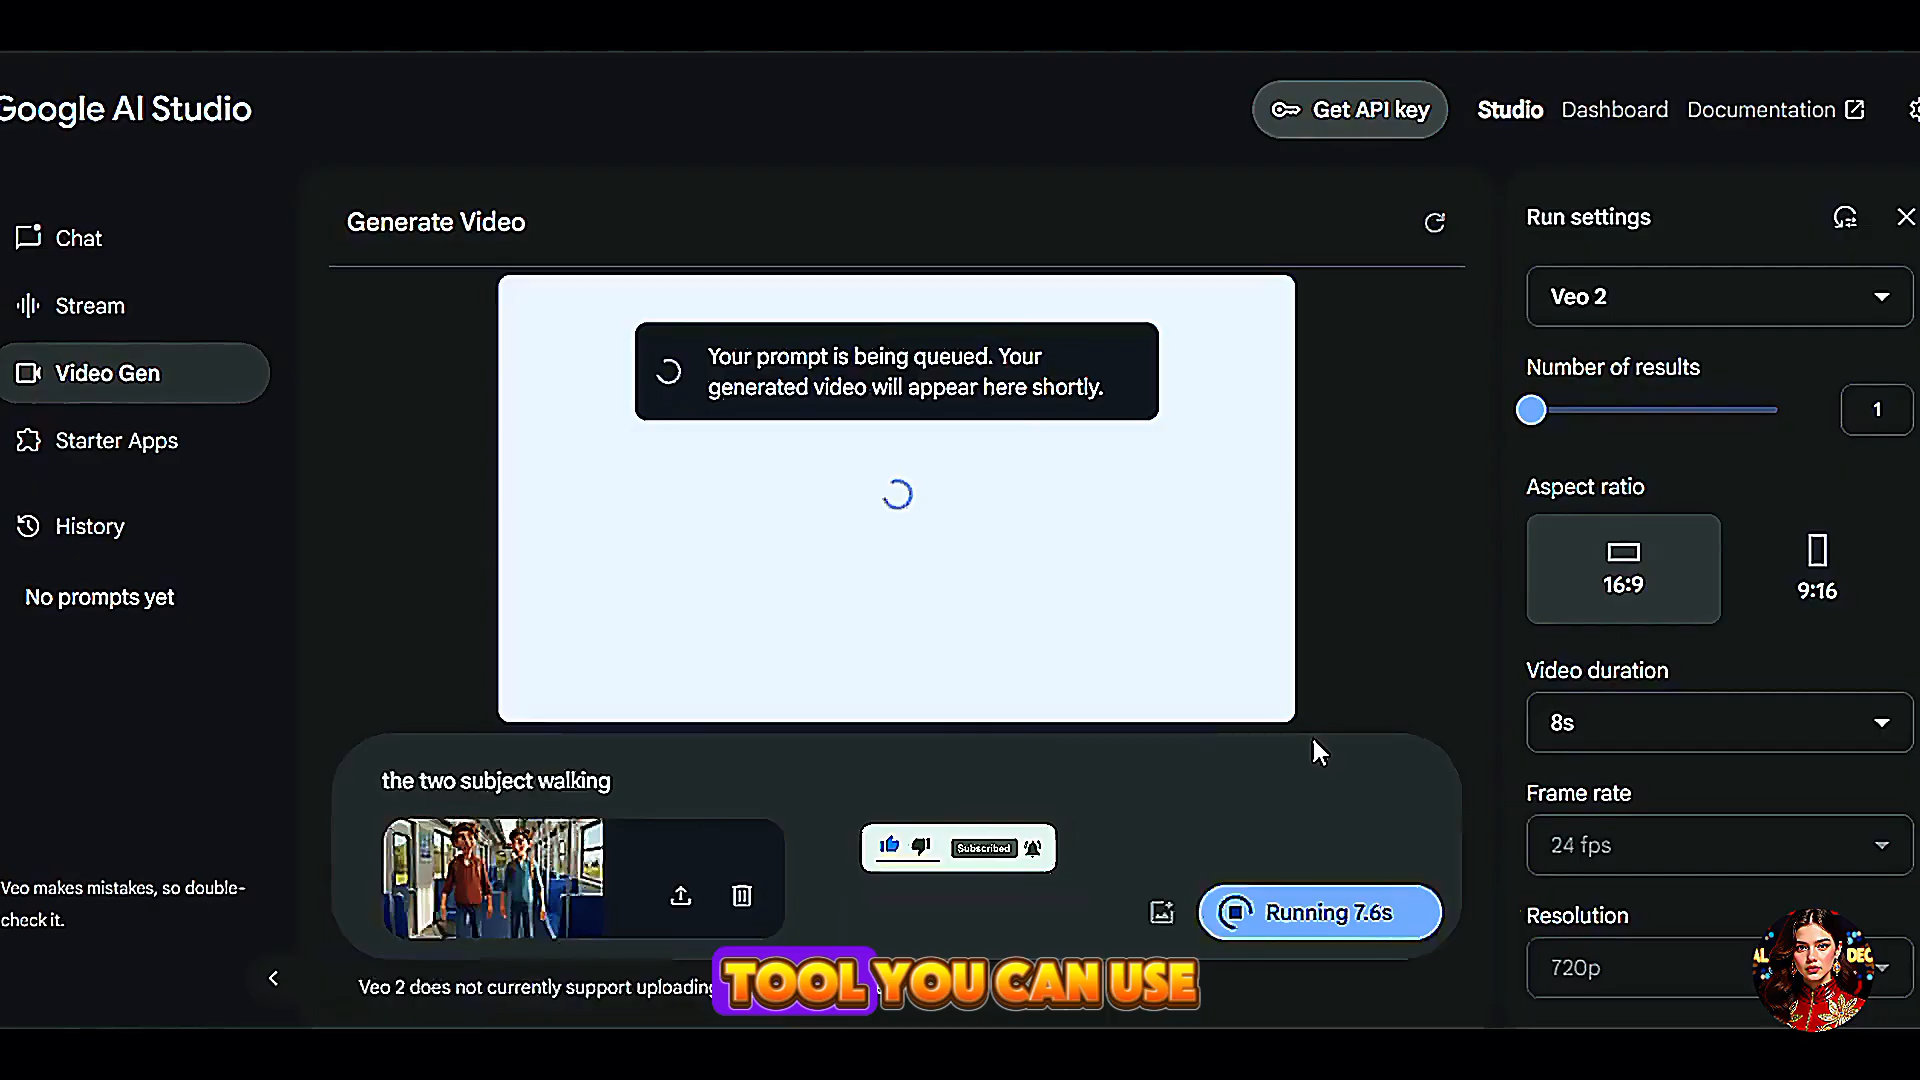 Google AI Studio
Get API key
Studio
Dashboard
Documentation
Chat
Stream
Video Gen
Starter Apps
History
No prompts yet
Veo makes mistakes, so double-
check it.
Generate Video
Your prompt is being queued. Your
generated video will appear here shortly.
the two subject walking
Subscribed
Running 7.6s
Veo 2 does not currently support uploading
TOOL YOU CAN USE
Run settings
Veo 2
Number of results
1
Aspect ratio
16:9
9:16
Video duration
8s
Frame rate
24 fps
Resolution
720p
AL DEC